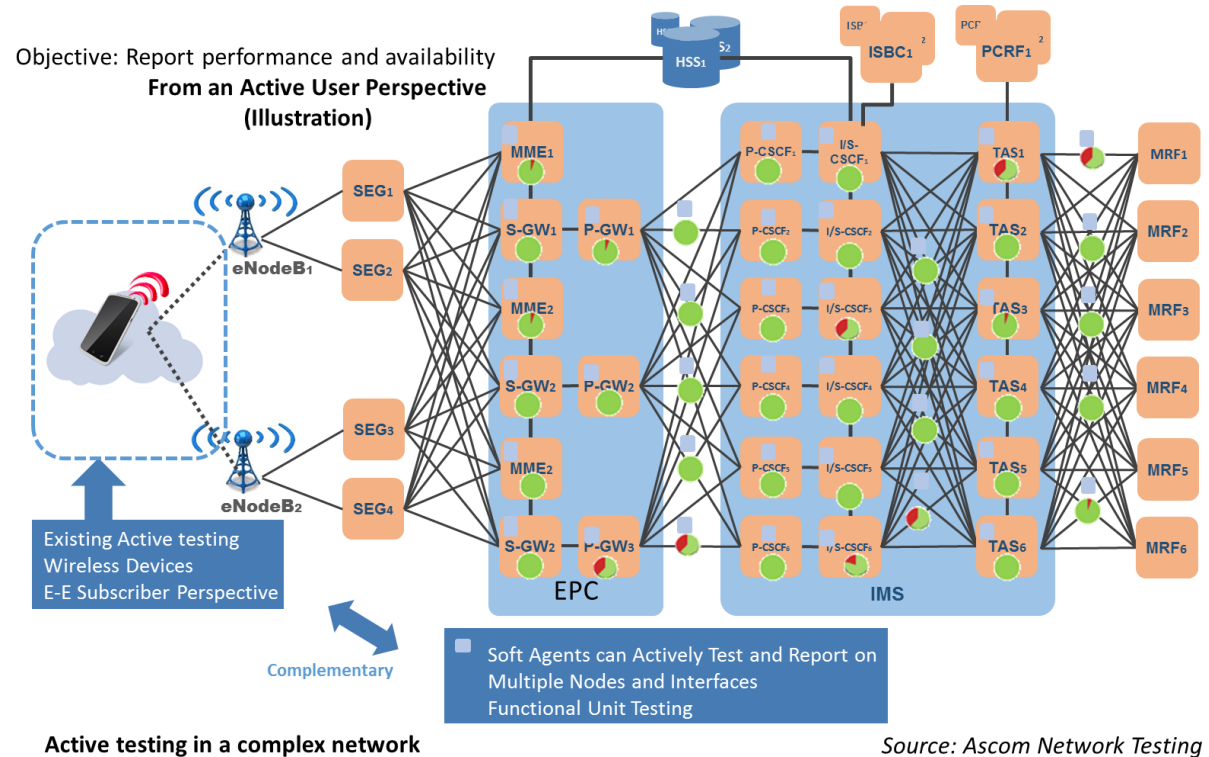 Objective: Report performance and availability
From an Active User Perspective
(Illustration)
HSS1
ISBC1
PCRF1
MME1
P-CSCF1
I/S-
CSCF1
TAS1
MRF1
SEG1
S-GW1
P-GW1
P-CSCF2
I/S-CSCF2
TAS2
MRF2
eNodeB1
SEG2
MME2
P-CSCF3
I/S-CSCF3
TAS3
MRF3
S-GW2
P-GW2
P-CSCF4
I/S-CSCF4
TAS4
MRF4
SEG3
MME2
P-CSCF5
I/S-CSCF5
TAS5
MRF5
eNodeB2
SEG4
S-GW2
P-GW3
P-CSCF6
I/S-CSCF6
TAS6
MRF6
EPC
IMS
Existing Active testing
Wireless Devices
E-E Subscriber Perspective
Complementary
Soft Agents can Actively Test and Report on
Multiple Nodes and Interfaces
Functional Unit Testing
Active testing in a complex network
Source: Ascom Network Testing